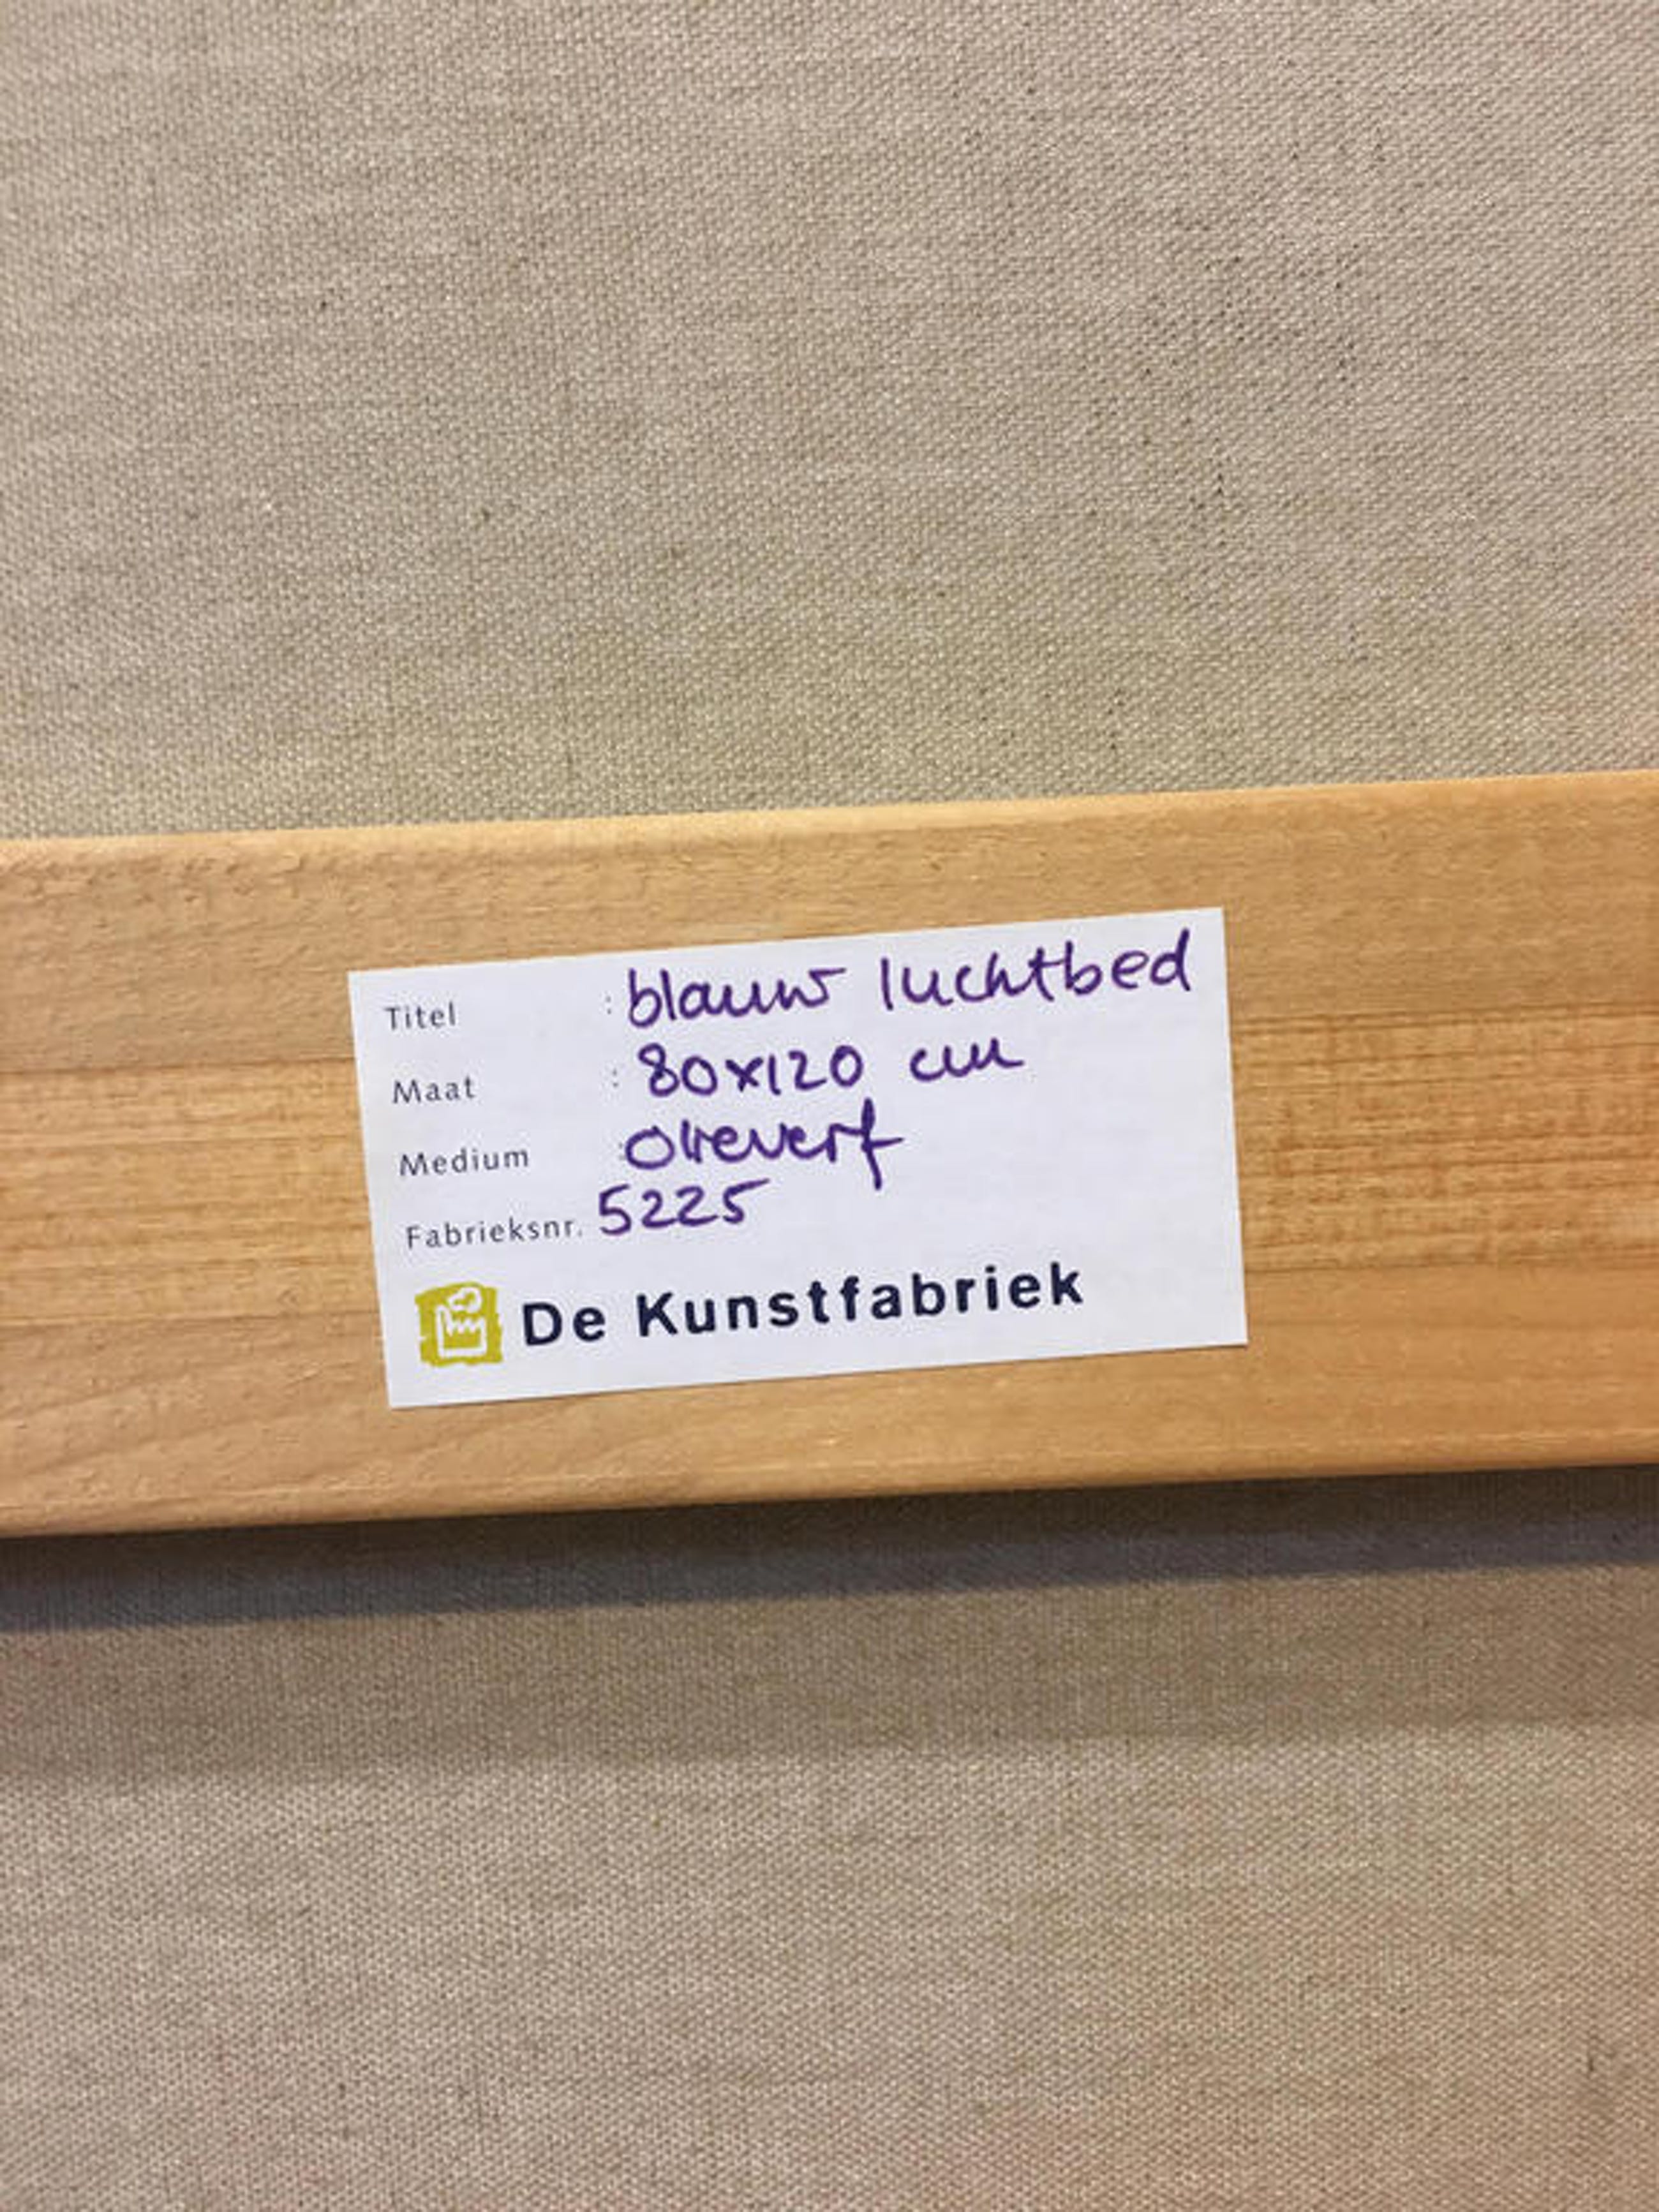 Titel : blauw luchtbed
Maat : 80x120 cm
Medium : Olieverf
Fabrieksnr. 5225
De Kunstfabriek